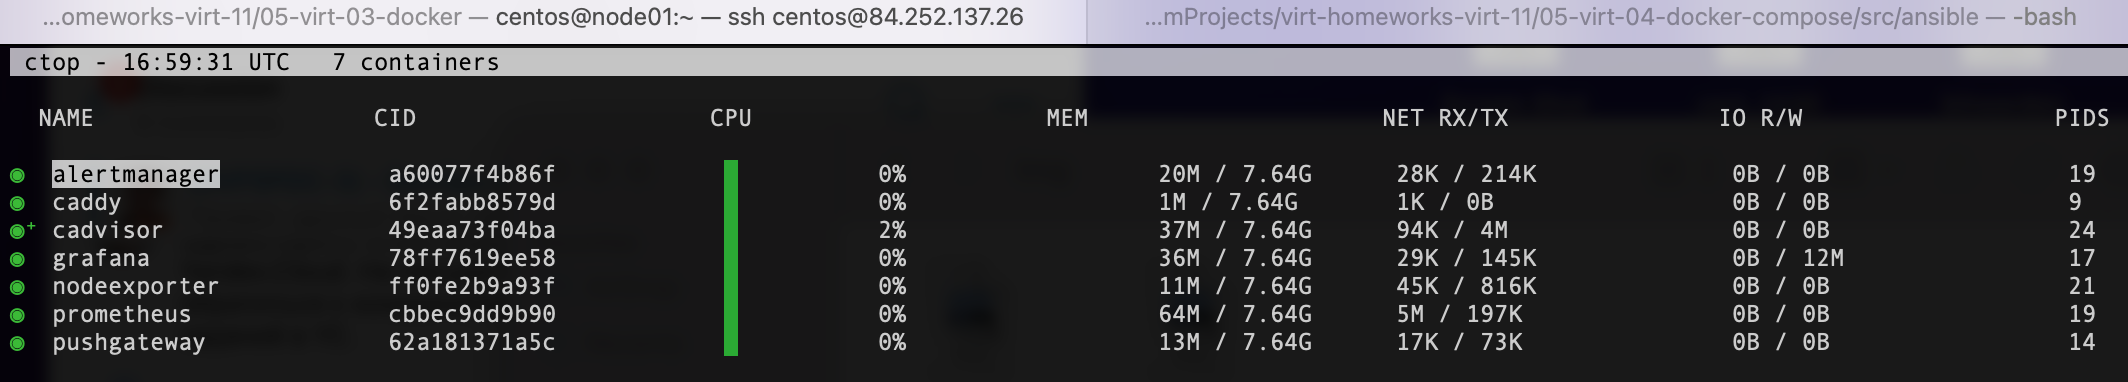 ...omeworks-virt-11/05-virt-03-docker — centos@node01:~ — ssh centos@84.252.137.26 ...mProjects/virt-homeworks-virt-11/05-virt-04-docker-compose/src/ansible — -bash
ctop - 16:59:31 UTC 7 containers
NAME CID CPU MEM NET RX/TX IO R/W PIDS
alertmanager a60077f4b86f 0% 20M / 7.64G 28K / 214K 0B / 0B 19
caddy 6f2fabb8579d 0% 1M / 7.64G 1K / 0B 0B / 0B 9
+ cadvisor 49eaa73f04ba 2% 37M / 7.64G 94K / 4M 0B / 0B 24
grafana 78ff7619ee58 0% 36M / 7.64G 29K / 145K 0B / 12M 17
nodeexporter ff0fe2b9a93f 0% 11M / 7.64G 45K / 816K 0B / 0B 21
prometheus cbbec9dd9b90 0% 64M / 7.64G 5M / 197K 0B / 0B 19
pushgateway 62a181371a5c 0% 13M / 7.64G 17K / 73K 0B / 0B 14